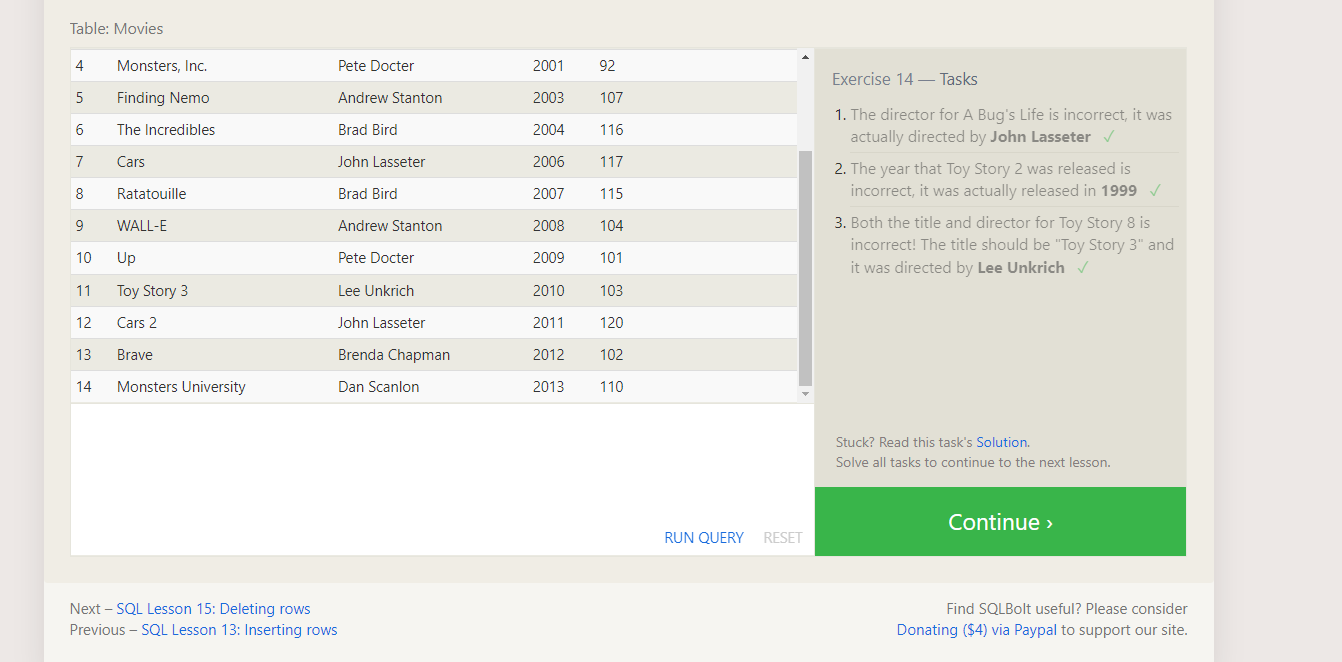 Table: Movies
4 Monsters, Inc. Pete Docter 2001 92
5 Finding Nemo Andrew Stanton 2003 107
6 The Incredibles Brad Bird 2004 116
7 Cars John Lasseter 2006 117
8 Ratatouille Brad Bird 2007 115
9 WALL-E Andrew Stanton 2008 104
10 Up Pete Docter 2009 101
11 Toy Story 3 Lee Unkrich 2010 103
12 Cars 2 John Lasseter 2011 120
13 Brave Brenda Chapman 2012 102
14 Monsters University Dan Scanlon 2013 110
RUN QUERY RESET
Exercise 14 — Tasks
1. The director for A Bug's Life is incorrect, it was
actually directed by John Lasseter ✓
2. The year that Toy Story 2 was released is
incorrect, it was actually released in 1999 ✓
3. Both the title and director for Toy Story 8 is
incorrect! The title should be "Toy Story 3" and
it was directed by Lee Unkrich ✓
Stuck? Read this task's Solution.
Solve all tasks to continue to the next lesson.
Continue ›
Next – SQL Lesson 15: Deleting rows
Previous – SQL Lesson 13: Inserting rows
Find SQLBolt useful? Please consider
Donating ($4) via Paypal to support our site.